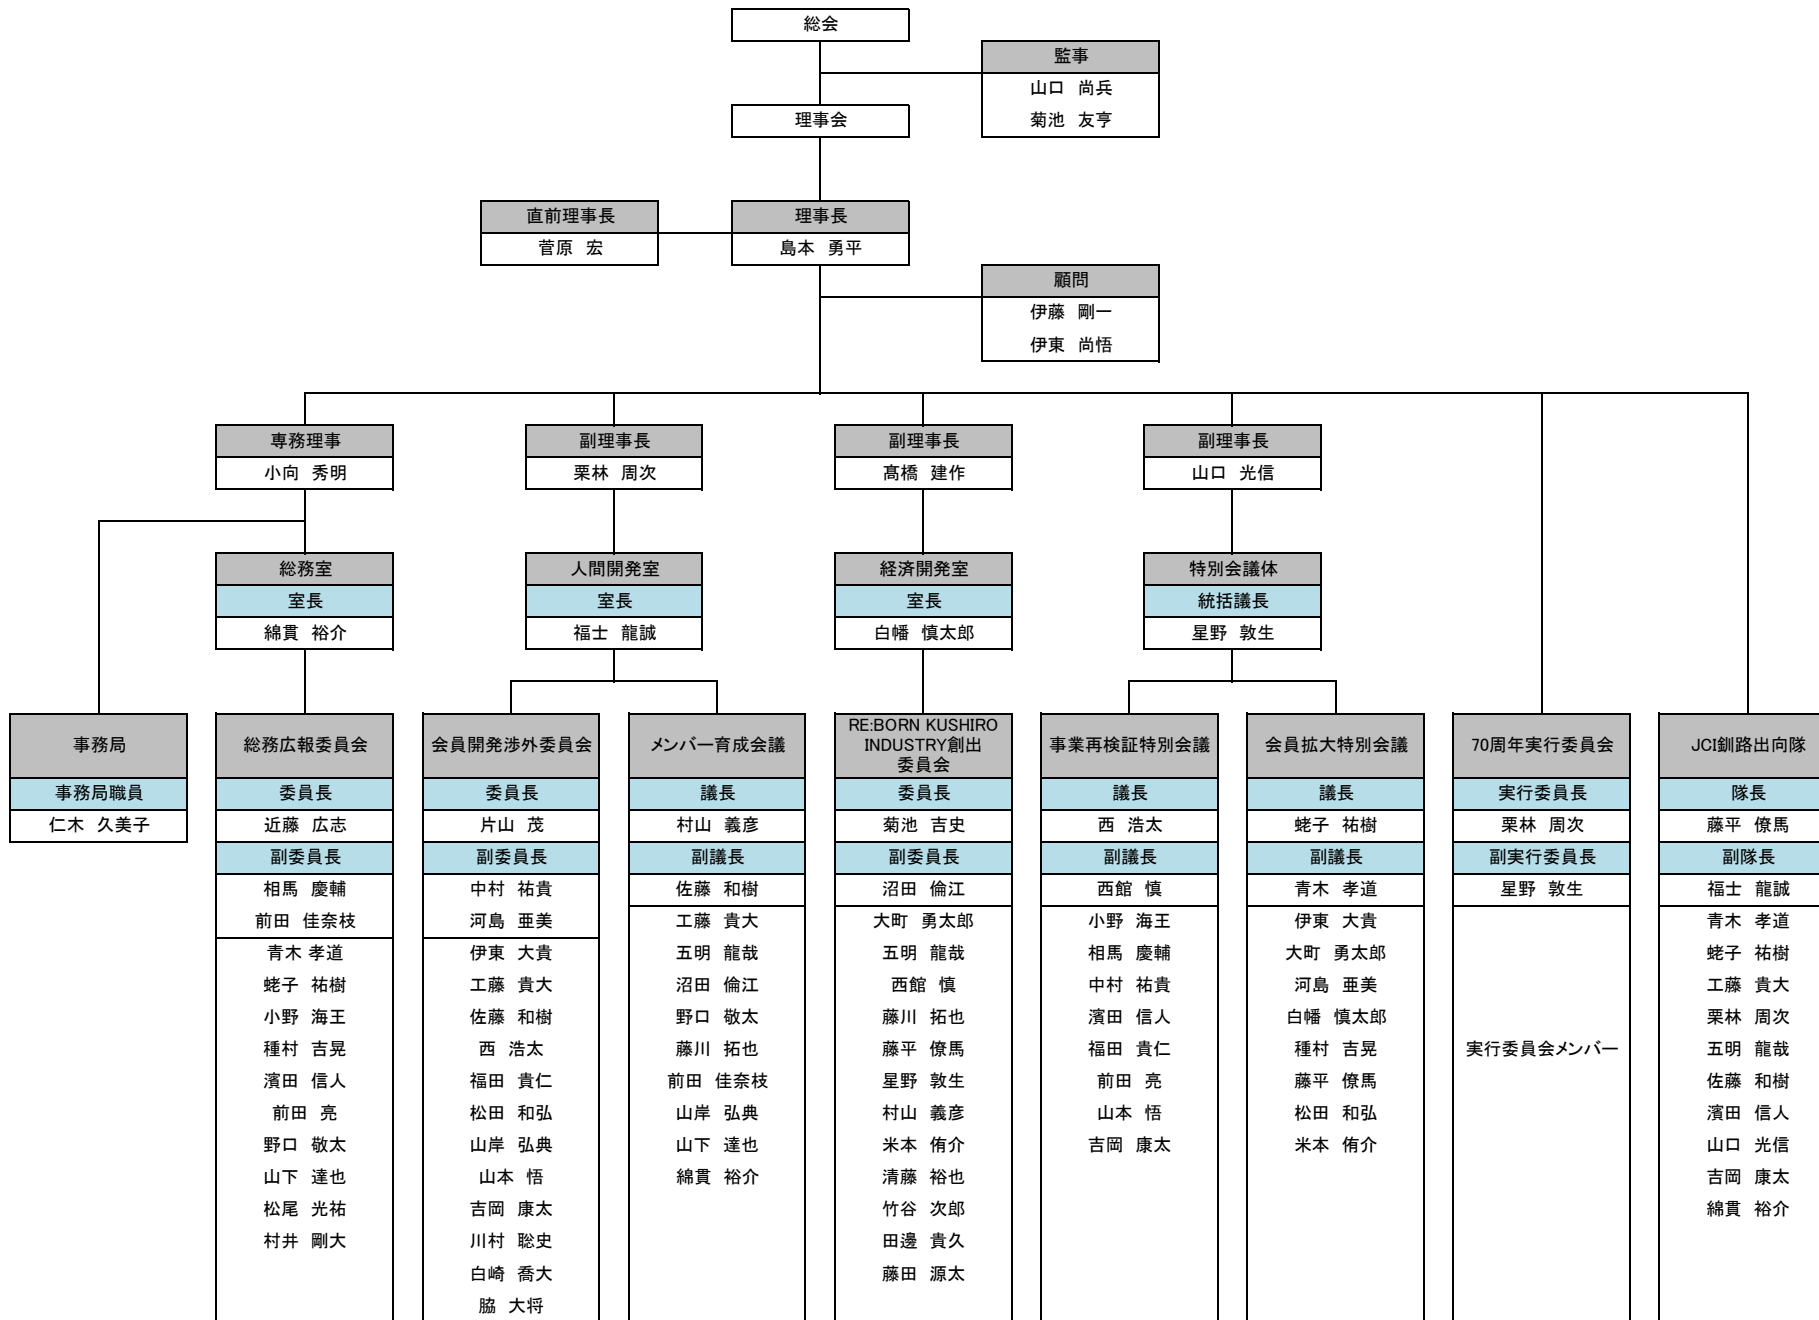 総会
監事
山口 尚兵
菊池 友亨
理事会
直前理事長
菅原 宏
理事長
島本 勇平
顧問
伊藤 剛一
伊東 尚悟
専務理事
小向 秀明
副理事長
栗林 周次
副理事長
髙橋 建作
副理事長
山口 光信
総務室
室長
綿貫 裕介
人間開発室
室長
福士 龍誠
経済開発室
室長
白幡 慎太郎
特別会議体
統括議長
星野 敦生
事務局
事務局職員
仁木 久美子
総務広報委員会
委員長
近藤 広志
副委員長
相馬 慶輔
前田 佳奈枝
青木 孝道
蛯子 祐樹
小野 海王
種村 吉晃
濱田 信人
前田 亮
野口 敬太
山下 達也
松尾 光祐
村井 剛大
会員開発渉外委員会
委員長
片山 茂
副委員長
中村 祐貴
河島 亜美
伊東 大貴
工藤 貴大
佐藤 和樹
西 浩太
福田 貴仁
松田 和弘
山岸 弘典
山本 悟
吉岡 康太
川村 聡史
白崎 喬大
脇 大将
メンバー育成会議
議長
村山 義彦
副議長
佐藤 和樹
工藤 貴大
五明 龍哉
沼田 倫江
野口 敬太
藤川 拓也
前田 佳奈枝
山岸 弘典
山下 達也
綿貫 裕介
RE:BORN KUSHIRO
INDUSTRY創出
委員会
委員長
菊池 吉史
副委員長
沼田 倫江
大町 勇太郎
五明 龍哉
西館 慎
藤川 拓也
藤平 僚馬
星野 敦生
村山 義彦
米本 侑介
清藤 裕也
竹谷 次郎
田邊 貴久
藤田 源太
事業再検証特別会議
議長
西 浩太
副議長
西館 慎
小野 海王
相馬 慶輔
中村 祐貴
濱田 信人
福田 貴仁
前田 亮
山本 悟
吉岡 康太
会員拡大特別会議
議長
蛯子 祐樹
副議長
青木 孝道
伊東 大貴
大町 勇太郎
河島 亜美
白幡 慎太郎
種村 吉晃
藤平 僚馬
松田 和弘
米本 侑介
70周年実行委員会
実行委員長
栗林 周次
副実行委員長
星野 敦生
実行委員会メンバー
JCI釧路出向隊
隊長
藤平 僚馬
副隊長
福士 龍誠
青木 孝道
蛯子 祐樹
工藤 貴大
栗林 周次
五明 龍哉
佐藤 和樹
濱田 信人
山口 光信
吉岡 康太
綿貫 裕介